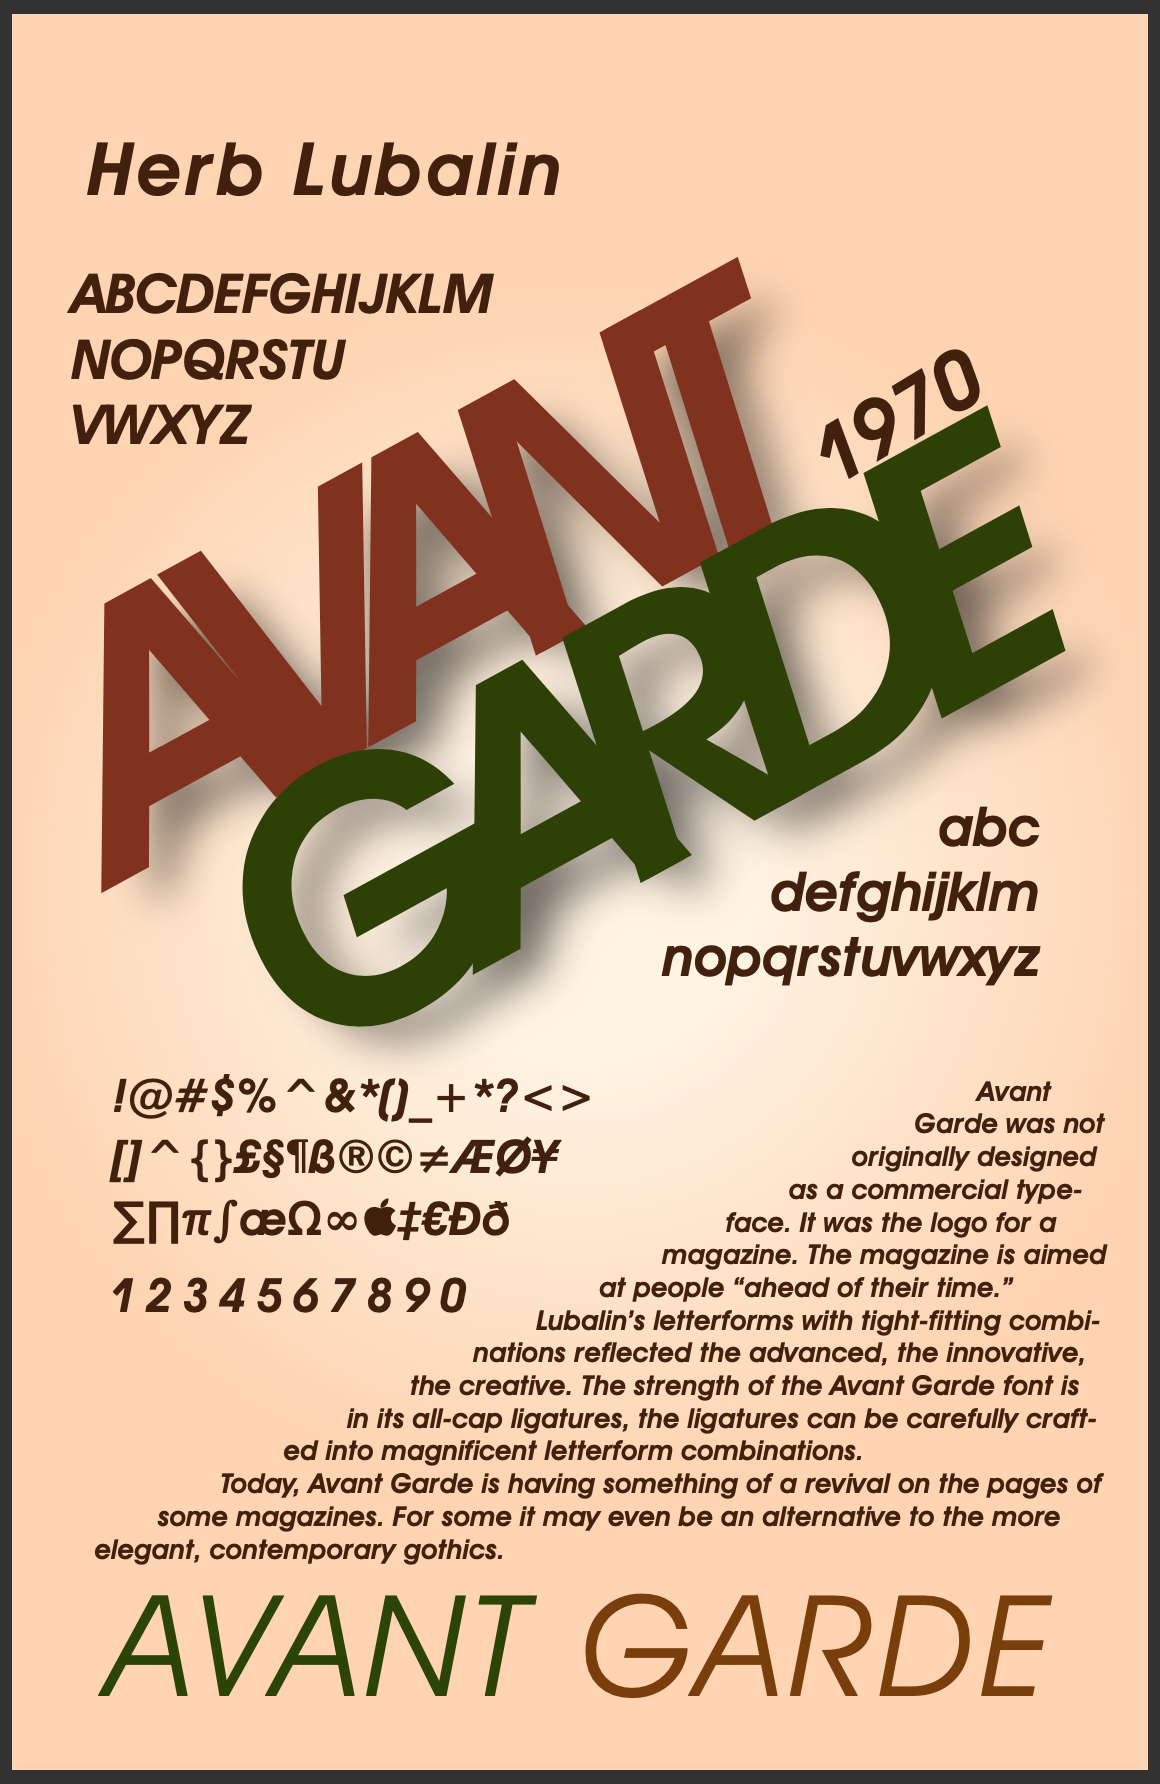 Herb Lubalin
ABCDEFGHIJKLM
NOPQRSTU
VWXYZ
AVANT
1970
GARDE
abc
defghijklm
nopqrstuvwxyz
!@#$%^&*()_+*?<>
[]^{}£§¶ß®©≠ÆØ¥
∑∏π∫æΩ∞‡€Đð
1234567890
Avant
Garde was not
originally designed
as a commercial type-
face. It was the logo for a
magazine. The magazine is aimed
at people “ahead of their time.”
Lubalin’s letterforms with tight-fitting combi-
nations reflected the advanced, the innovative,
the creative. The strength of the Avant Garde font is
in its all-cap ligatures, the ligatures can be carefully craft-
ed into magnificent letterform combinations.
Today, Avant Garde is having something of a revival on the pages of
some magazines. For some it may even be an alternative to the more
elegant, contemporary gothics.
AVANT GARDE